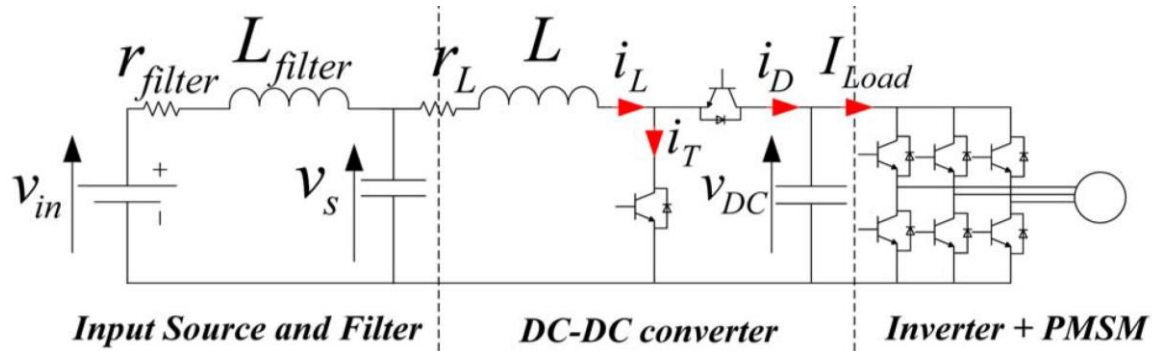 r_filter L_filter r_L L i_L i_D I_Load
i_T
v_in + − v_s v_DC
Input Source and Filter DC-DC converter Inverter + PMSM